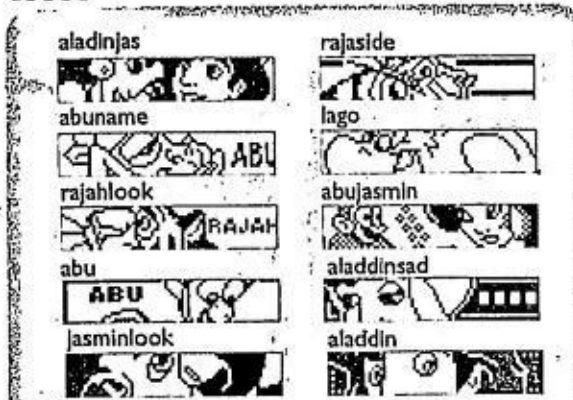 aladinjas
rajaside
abuname
lago
ABU
rajahlook
abujasmin
RAJAH
abu
aladdinsad
ABU
jasminlook
aladdin